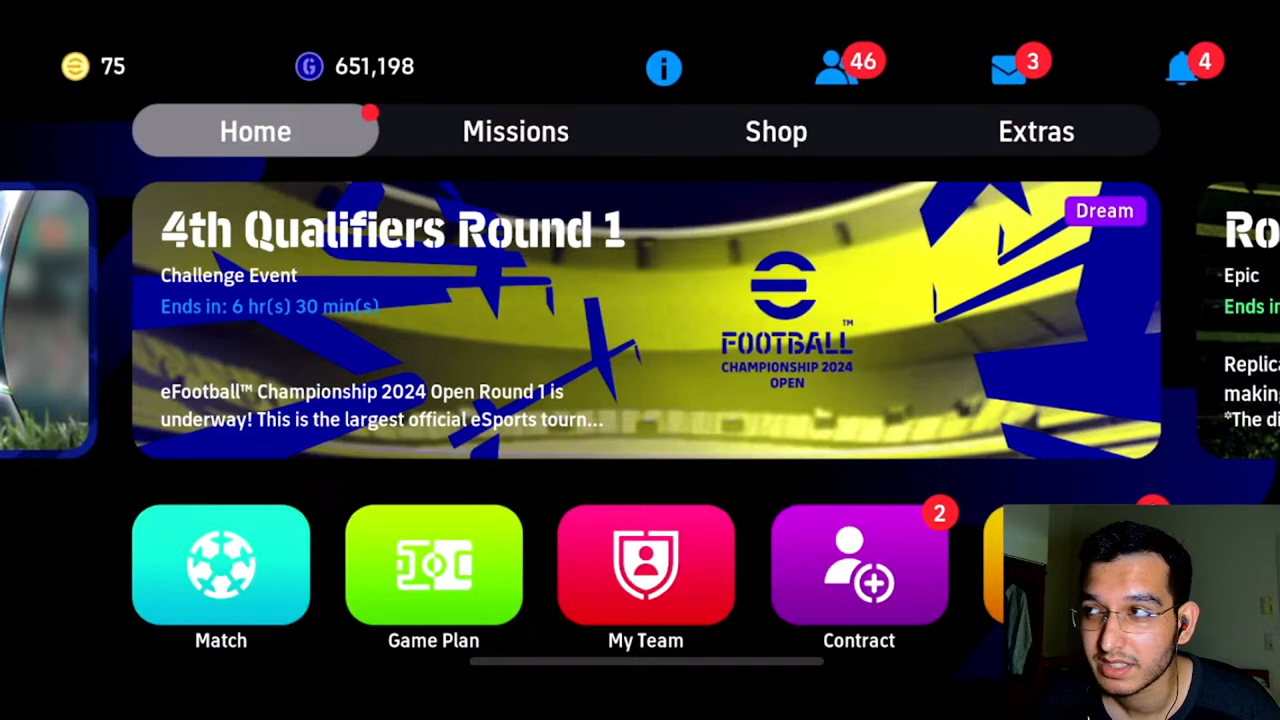 75
651,198
46
3
4
Home
Missions
Shop
Extras
4th Qualifiers Round 1
Dream
Challenge Event
Ends in: 6 hr(s) 30 min(s)
FOOTBALL™
CHAMPIONSHIP 2024
OPEN
eFootball™ Championship 2024 Open Round 1 is
underway! This is the largest official eSports tourn...
Ro
Epic
Ends in
Replica
making
*The di
2
Match
Game Plan
My Team
Contract